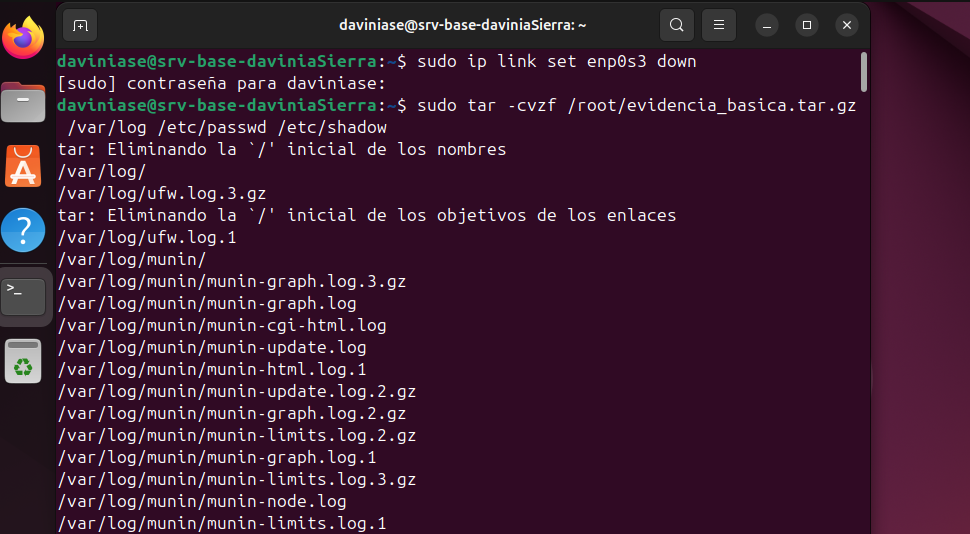 daviniase@srv-base-daviniaSierra: ~
daviniase@srv-base-daviniaSierra:~$ sudo ip link set enp0s3 down
[sudo] contraseña para daviniase:
daviniase@srv-base-daviniaSierra:~$ sudo tar -cvzf /root/evidencia_basica.tar.gz
/var/log /etc/passwd /etc/shadow
tar: Eliminando la `/' inicial de los nombres
/var/log/
/var/log/ufw.log.3.gz
tar: Eliminando la `/' inicial de los objetivos de los enlaces
/var/log/ufw.log.1
/var/log/munin/
/var/log/munin/munin-graph.log.3.gz
/var/log/munin/munin-graph.log
/var/log/munin/munin-cgi-html.log
/var/log/munin/munin-update.log
/var/log/munin/munin-html.log.1
/var/log/munin/munin-update.log.2.gz
/var/log/munin/munin-graph.log.2.gz
/var/log/munin/munin-limits.log.2.gz
/var/log/munin/munin-graph.log.1
/var/log/munin/munin-limits.log.3.gz
/var/log/munin/munin-node.log
/var/log/munin/munin-limits.log.1